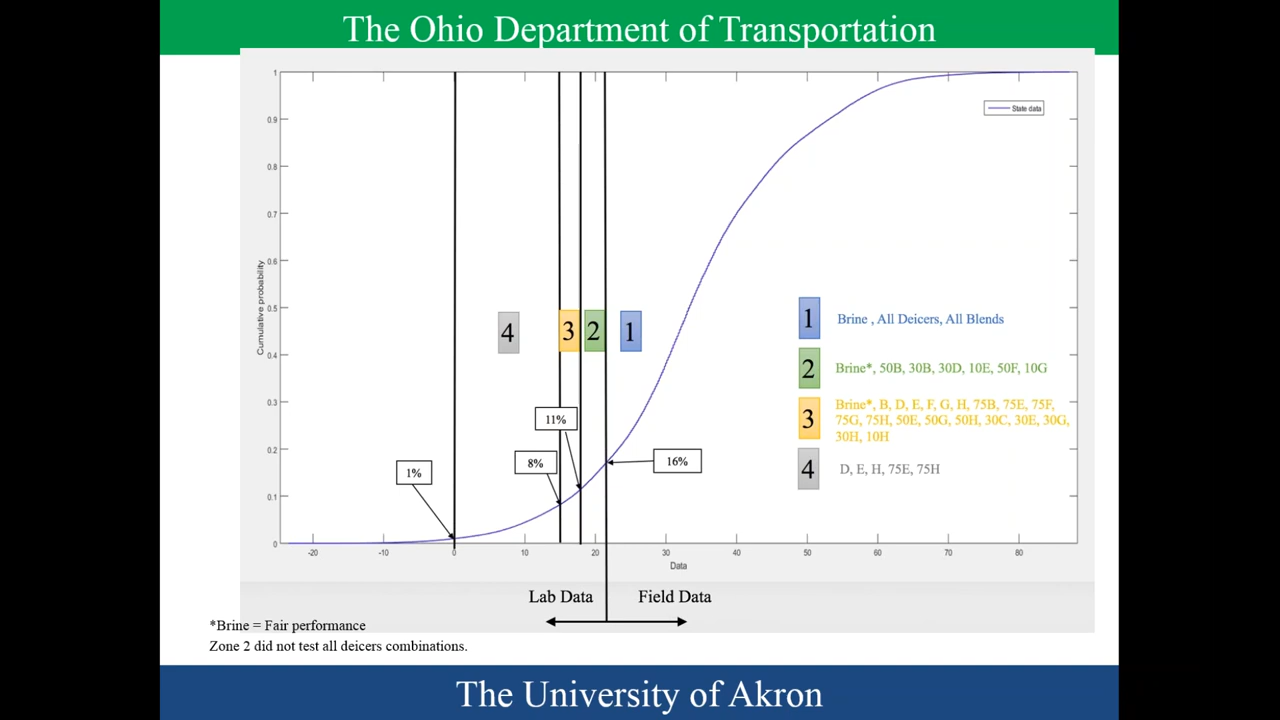 The Ohio Department of Transportation
1
0.9
0.8
0.7
0.6
0.5
0.4
0.3
0.2
0.1
0
Cumulative probability
State data
4
3
2
1
1%
8%
11%
16%
1 Brine , All Deicers, All Blends
2 Brine*, 50B, 30B, 30D, 10E, 50F, 10G
3 Brine*, B, D, E, F, G, H, 75B, 75E, 75F,
75G, 75H, 50E, 50G, 50H, 30C, 30E, 30G,
30H, 10H
4 D, E, H, 75E, 75H
-20 -10 0 10 20 30 40 50 60 70 80
Data
Lab Data Field Data
*Brine = Fair performance
Zone 2 did not test all deicers combinations.
The University of Akron